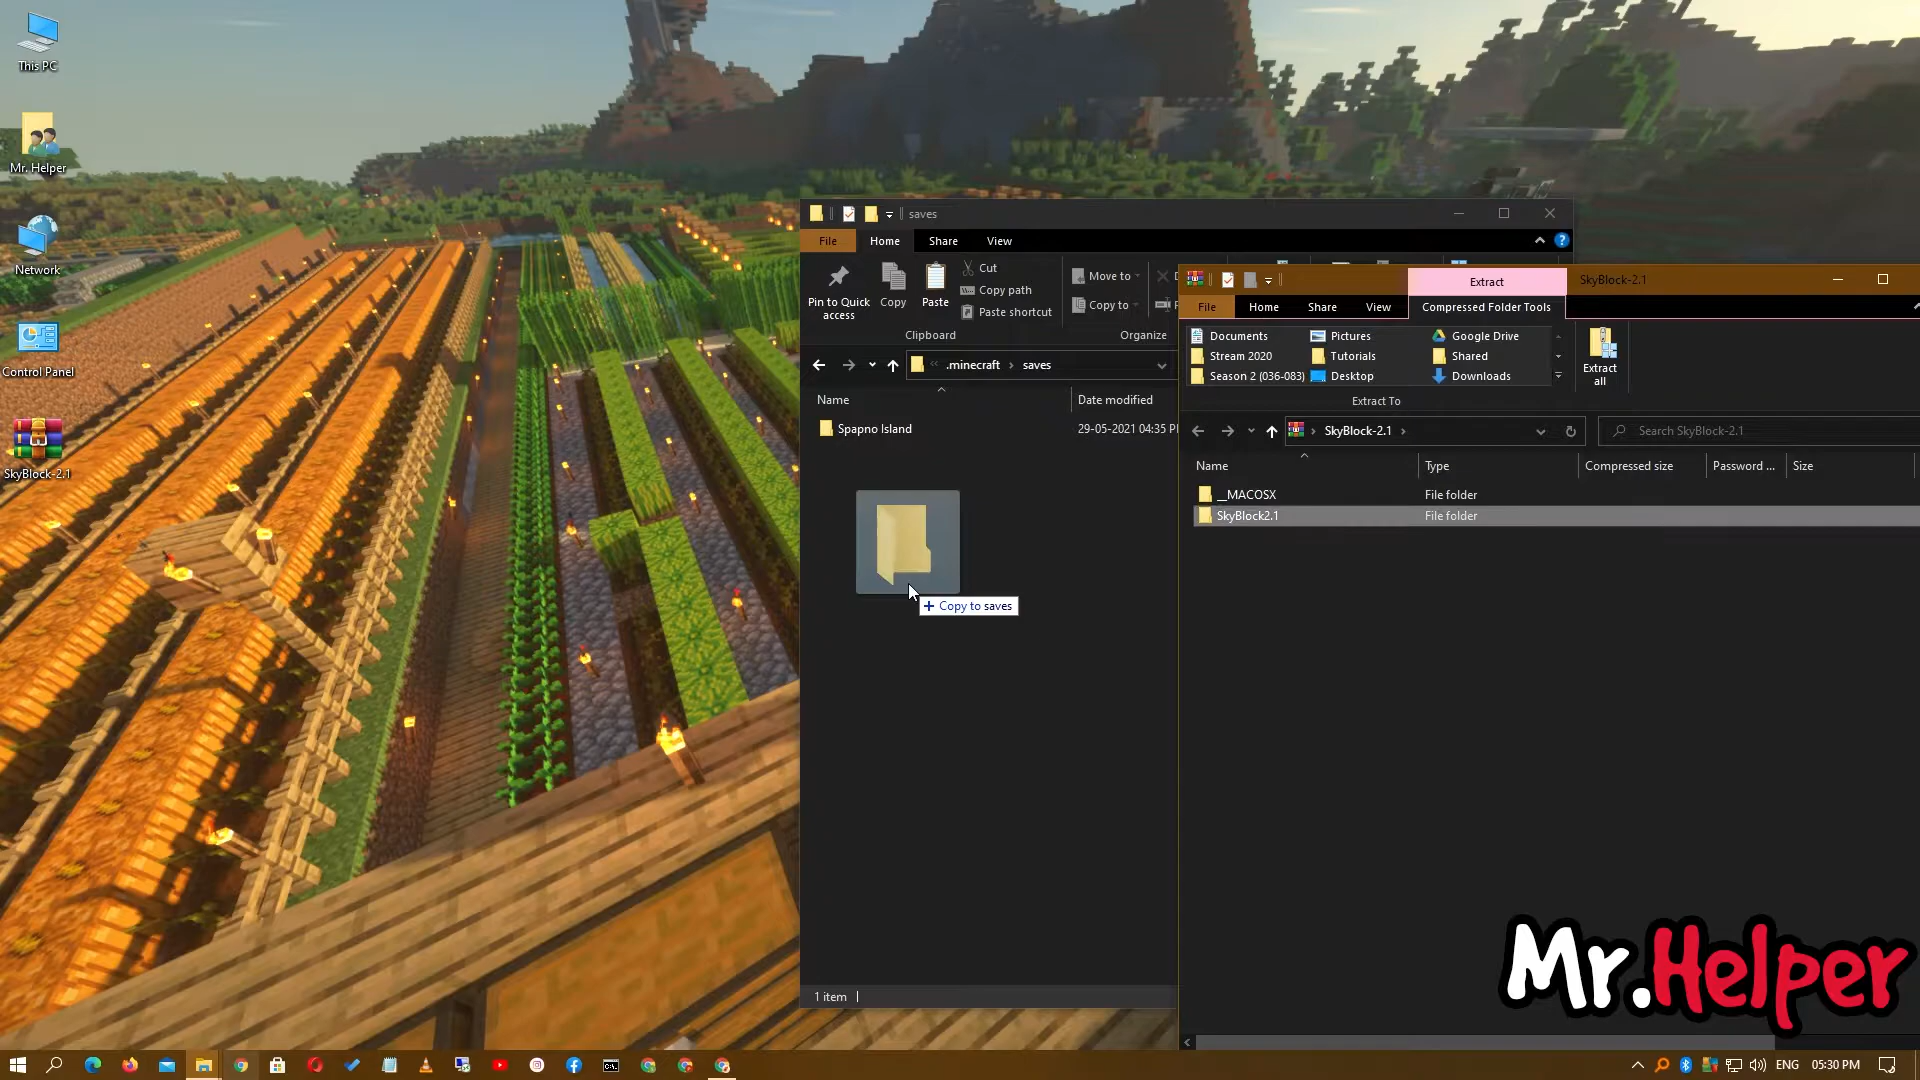 This PC
Mr. Helper
Network
Control Panel
SkyBlock-2.1
saves
File Home Share View
Pin to Quick access
Copy
Paste
Cut
Copy path
Paste shortcut
Move to
Copy to
Clipboard
Organize
.minecraft › saves
Name Date modified
Spapno Island 29-05-2021 04:35
Copy to saves
1 item
Extract SkyBlock-2.1
File Home Share View Compressed Folder Tools
Documents Pictures Google Drive
Stream 2020 Tutorials Shared
Season 2 (036-083) Desktop Downloads
Extract all
Extract To
SkyBlock-2.1 ›
Search SkyBlock-2.1
Name Type Compressed size Password ... Size
__MACOSX File folder
SkyBlock2.1 File folder
Mr.Helper
ENG 05:30 PM